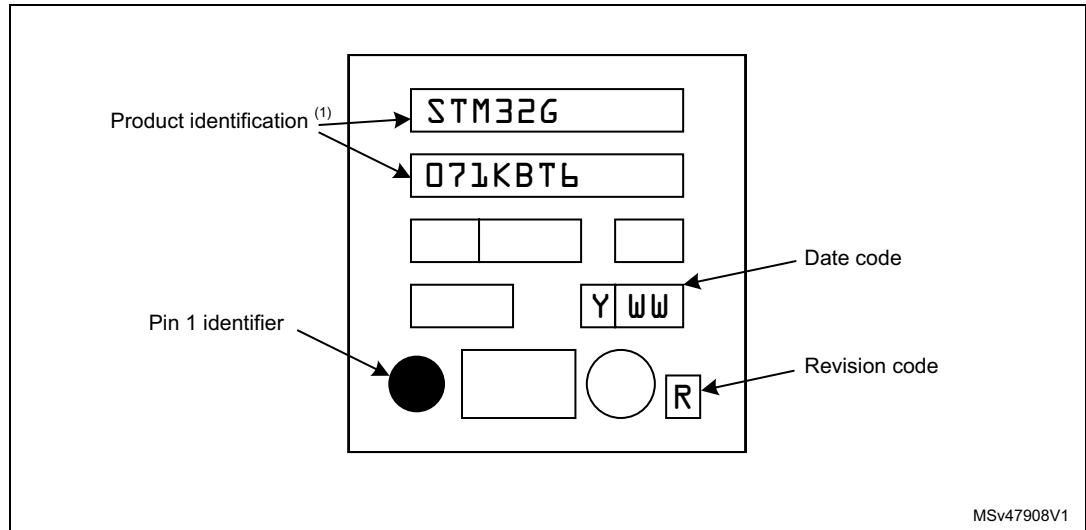 STM32G
Product identification (1)
071KBT6
Date code
Y WW
Pin 1 identifier
Revision code
R
MSv47908V1